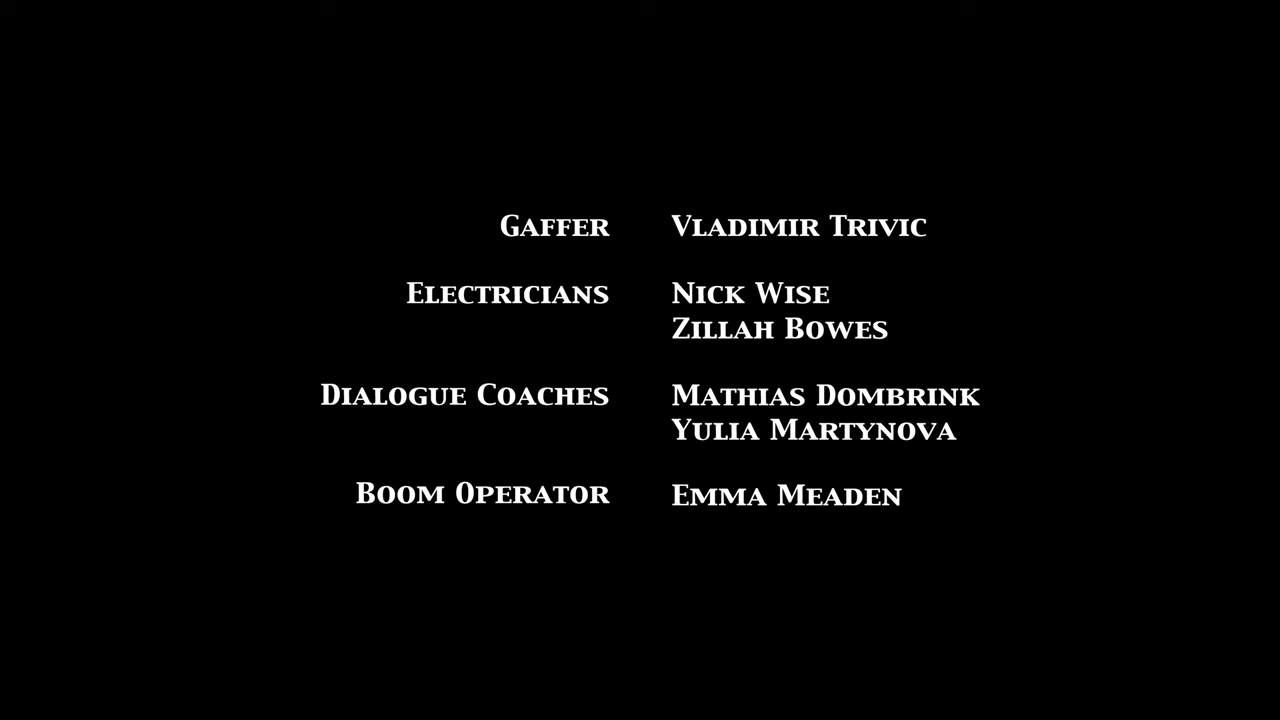 Gaffer Vladimir Trivic
Electricians Nick Wise
Zillah Bowes
Dialogue Coaches Mathias Dombrink
Yulia Martynova
Boom Operator Emma Meaden